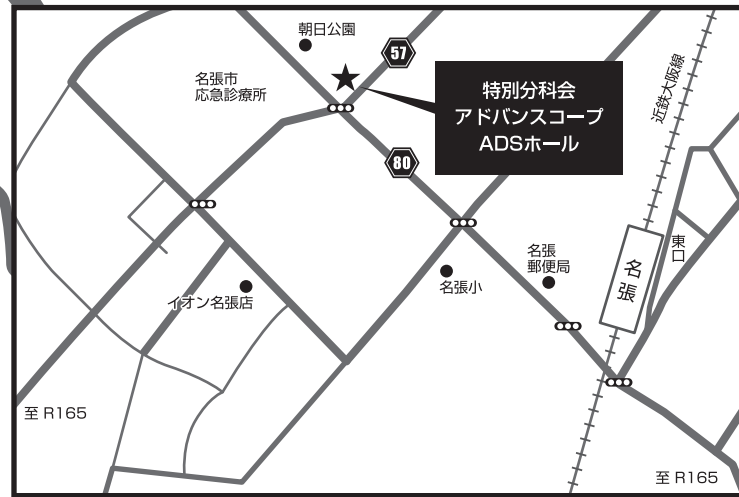 朝日公園
57
名張市
応急診療所
特別分科会
アドバンスコープ
ADSホール
近鉄大阪線
80
東口
名張
郵便局
名張
名張小
イオン名張店
至 R165
至 R165